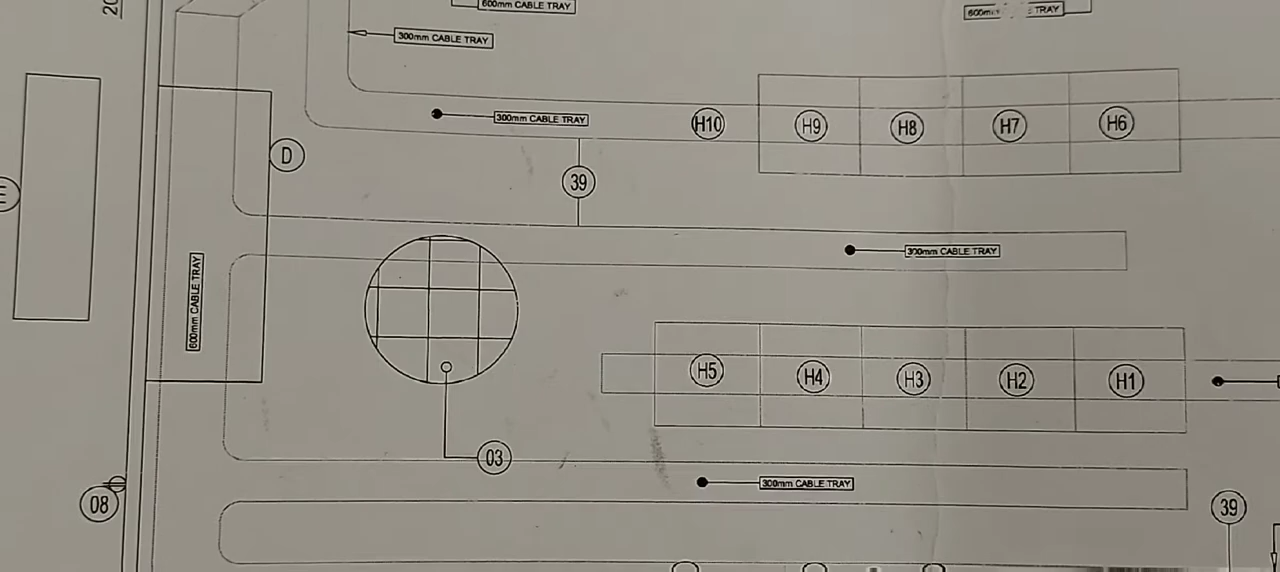 20
600mm CABLE TRAY
TRAY
300mm CABLE TRAY
300mm CABLE TRAY
H10
H9
H8
H7
H6
D
39
E
300mm CABLE TRAY
600mm CABLE TRAY
H5
H4
H3
H2
H1
03
300mm CABLE TRAY
08
39